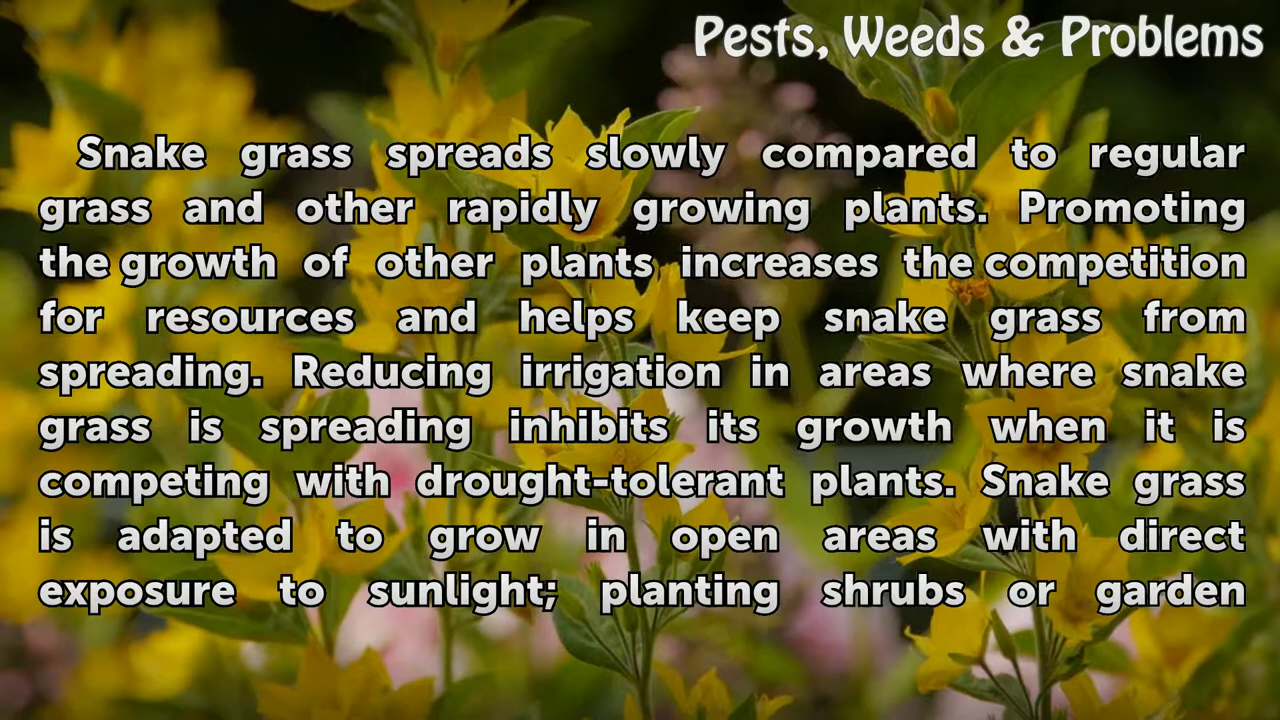 Pests, Weeds & Problems
Snake grass spreads slowly compared to regular
grass and other rapidly growing plants. Promoting
the growth of other plants increases the competition
for resources and helps keep snake grass from
spreading. Reducing irrigation in areas where snake
grass is spreading inhibits its growth when it is
competing with drought-tolerant plants. Snake grass
is adapted to grow in open areas with direct
exposure to sunlight; planting shrubs or garden